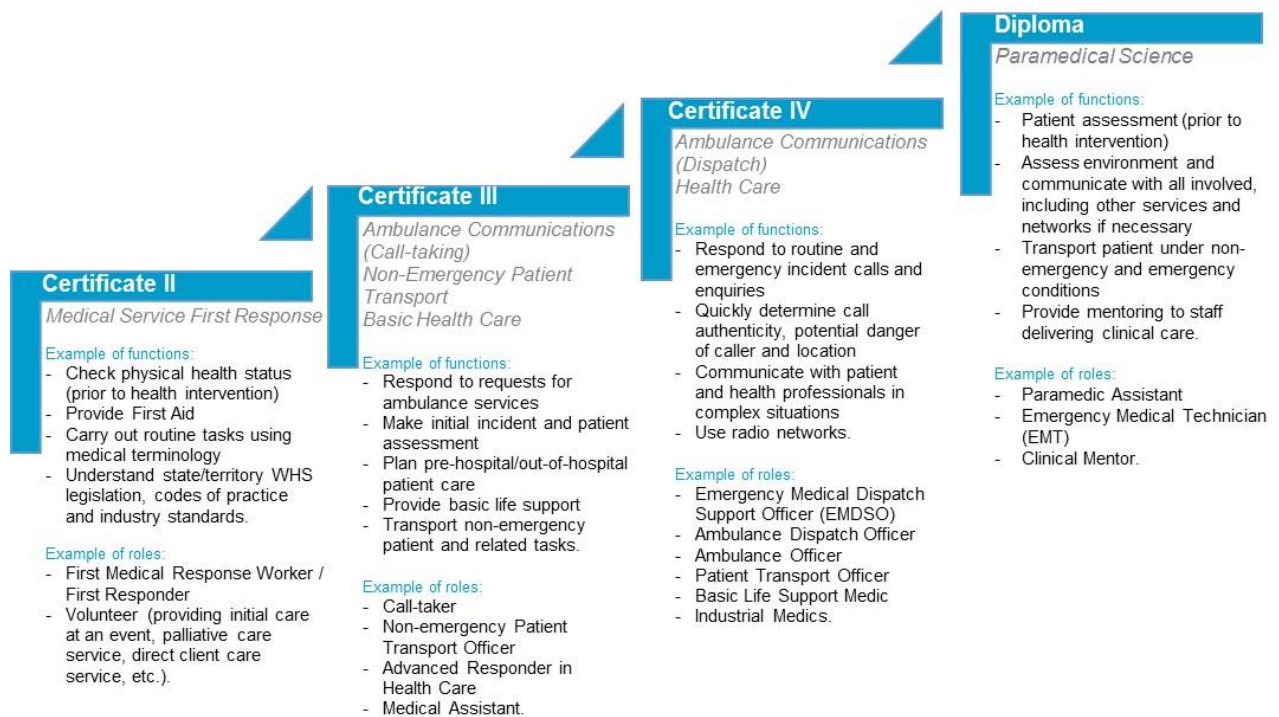 Certificate II
Medical Service First Response
Example of functions:
- Check physical health status
(prior to health intervention)
- Provide First Aid
- Carry out routine tasks using
medical terminology
- Understand state/territory WHS
legislation, codes of practice
and industry standards.
Example of roles:
- First Medical Response Worker /
First Responder
- Volunteer (providing initial care
at an event, palliative care
service, direct client care
service, etc.).
Certificate III
Ambulance Communications
(Call-taking)
Non-Emergency Patient
Transport
Basic Health Care
Example of functions:
- Respond to requests for
ambulance services
- Make initial incident and patient
assessment
- Plan pre-hospital/out-of-hospital
patient care
- Provide basic life support
- Transport non-emergency
patient and related tasks.
Example of roles:
- Call-taker
- Non-emergency Patient
Transport Officer
- Advanced Responder in
Health Care
- Medical Assistant.
Certificate IV
Ambulance Communications
(Dispatch)
Health Care
Example of functions:
- Respond to routine and
emergency incident calls and
enquiries
- Quickly determine call
authenticity, potential danger
of caller and location
- Communicate with patient
and health professionals in
complex situations
- Use radio networks.
Example of roles:
- Emergency Medical Dispatch
Support Officer (EMDSO)
- Ambulance Dispatch Officer
- Ambulance Officer
- Patient Transport Officer
- Basic Life Support Medic
- Industrial Medics.
Diploma
Paramedical Science
Example of functions:
- Patient assessment (prior to
health intervention)
- Assess environment and
communicate with all involved,
including other services and
networks if necessary
- Transport patient under non-
emergency and emergency
conditions
- Provide mentoring to staff
delivering clinical care.
Example of roles:
- Paramedic Assistant
- Emergency Medical Technician
(EMT)
- Clinical Mentor.